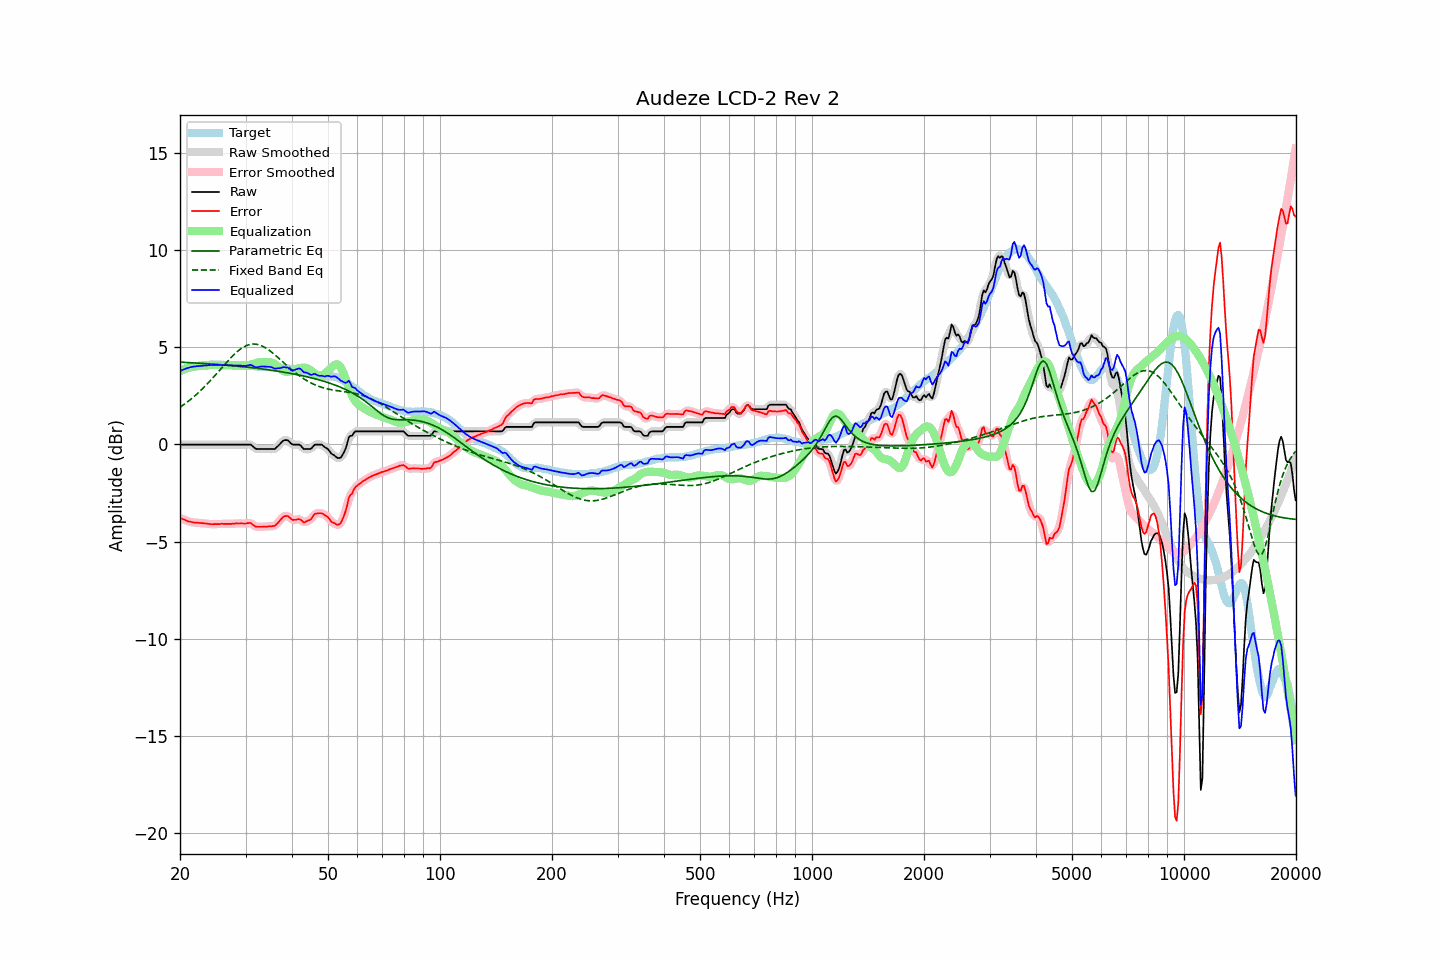 Audeze LCD-2 Rev 2
Target
Raw Smoothed
Error Smoothed
Raw
Error
Equalization
Parametric Eq
Fixed Band Eq
Equalized
Amplitude (dBr)
15
10
5
0
−5
−10
−15
−20
20
50
100
200
500
1000
2000
5000
10000
20000
Frequency (Hz)